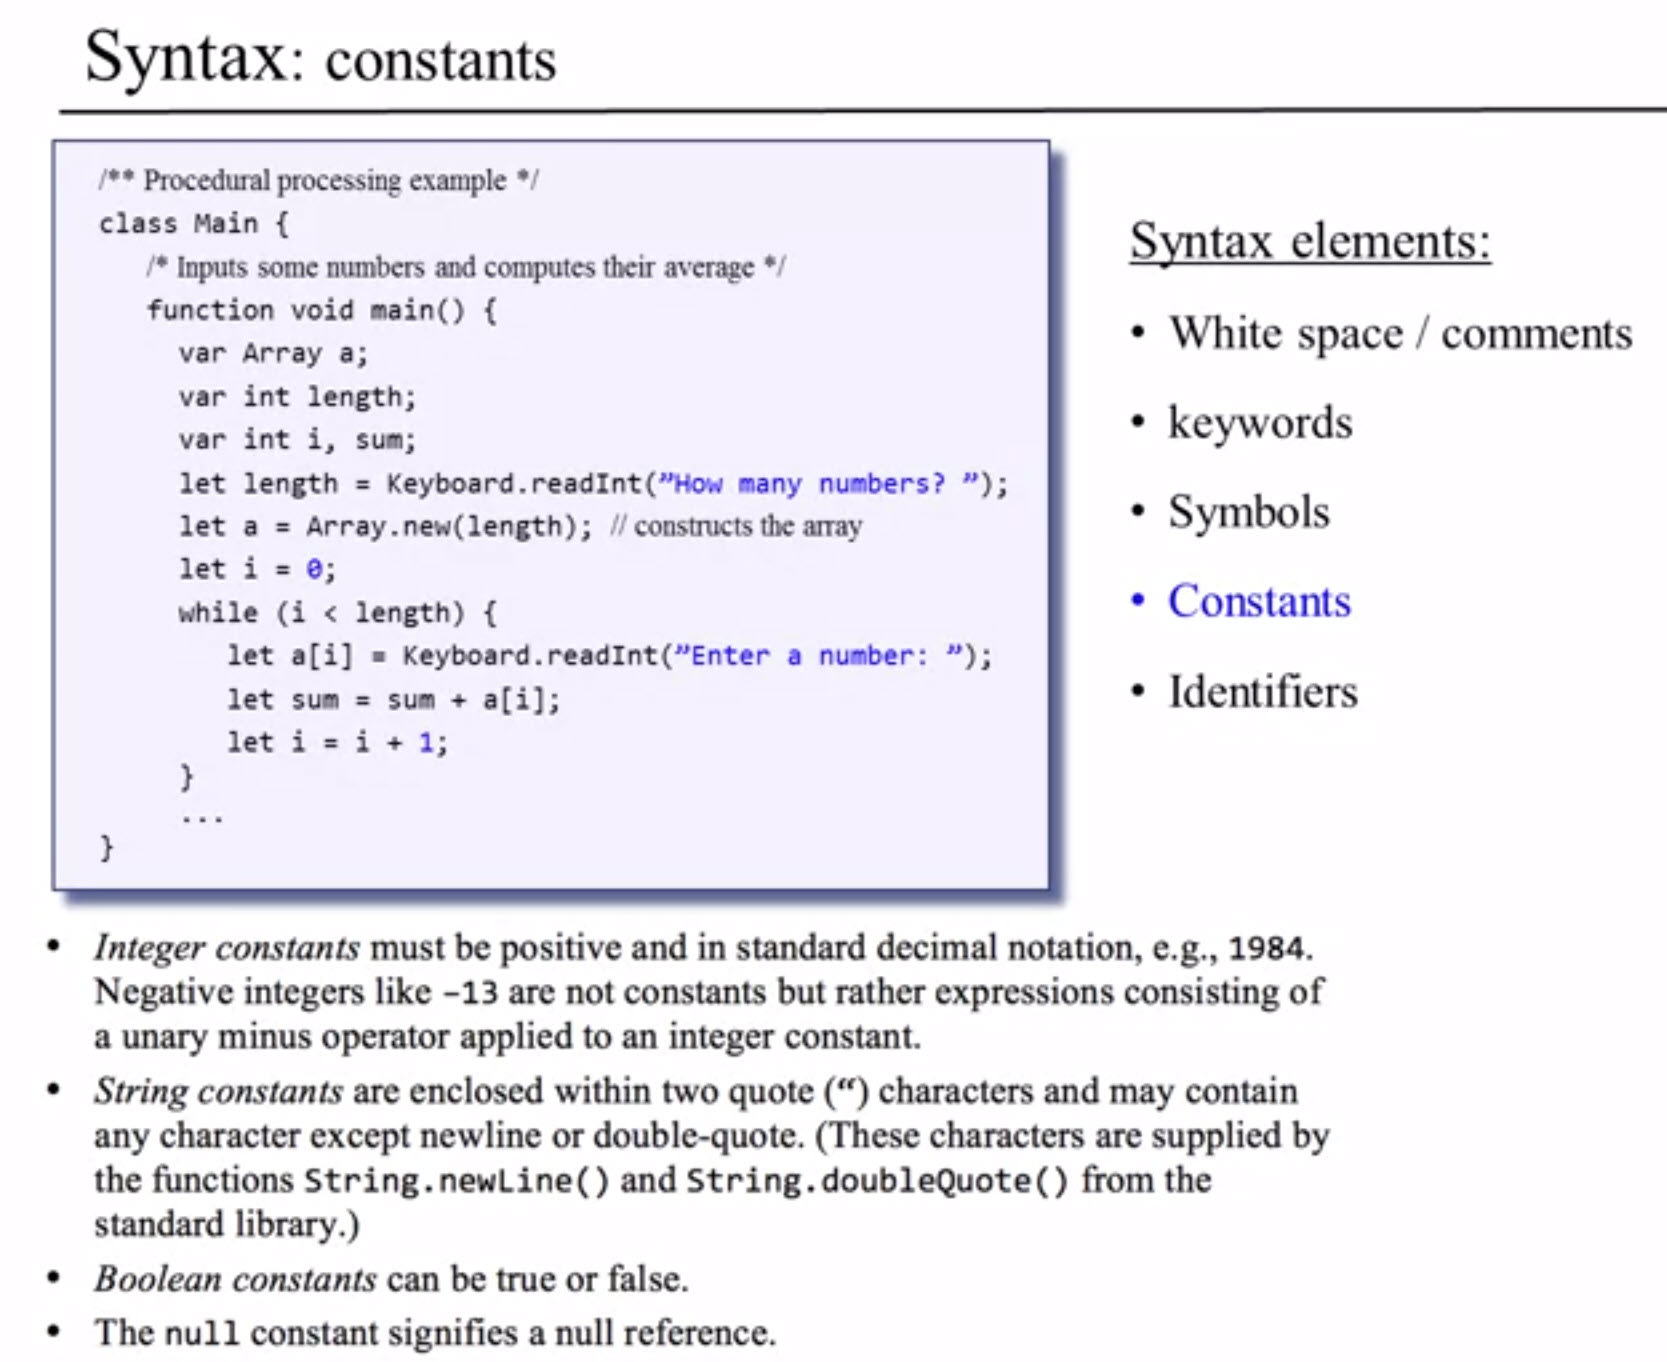 Syntax: constants
/** Procedural processing example */
class Main {
/* Inputs some numbers and computes their average */
function void main() {
var Array a;
var int length;
var int i, sum;
let length = Keyboard.readInt(”How many numbers? ”);
let a = Array.new(length); // constructs the array
let i = 0;
while (i < length) {
let a[i] = Keyboard.readInt(”Enter a number: ”);
let sum = sum + a[i];
let i = i + 1;
}
...
}
Syntax elements:
• White space / comments
• keywords
• Symbols
• Constants
• Identifiers
• Integer constants must be positive and in standard decimal notation, e.g., 1984.
Negative integers like –13 are not constants but rather expressions consisting of
a unary minus operator applied to an integer constant.
• String constants are enclosed within two quote (“) characters and may contain
any character except newline or double-quote. (These characters are supplied by
the functions String.newLine() and String.doubleQuote() from the
standard library.)
• Boolean constants can be true or false.
• The null constant signifies a null reference.